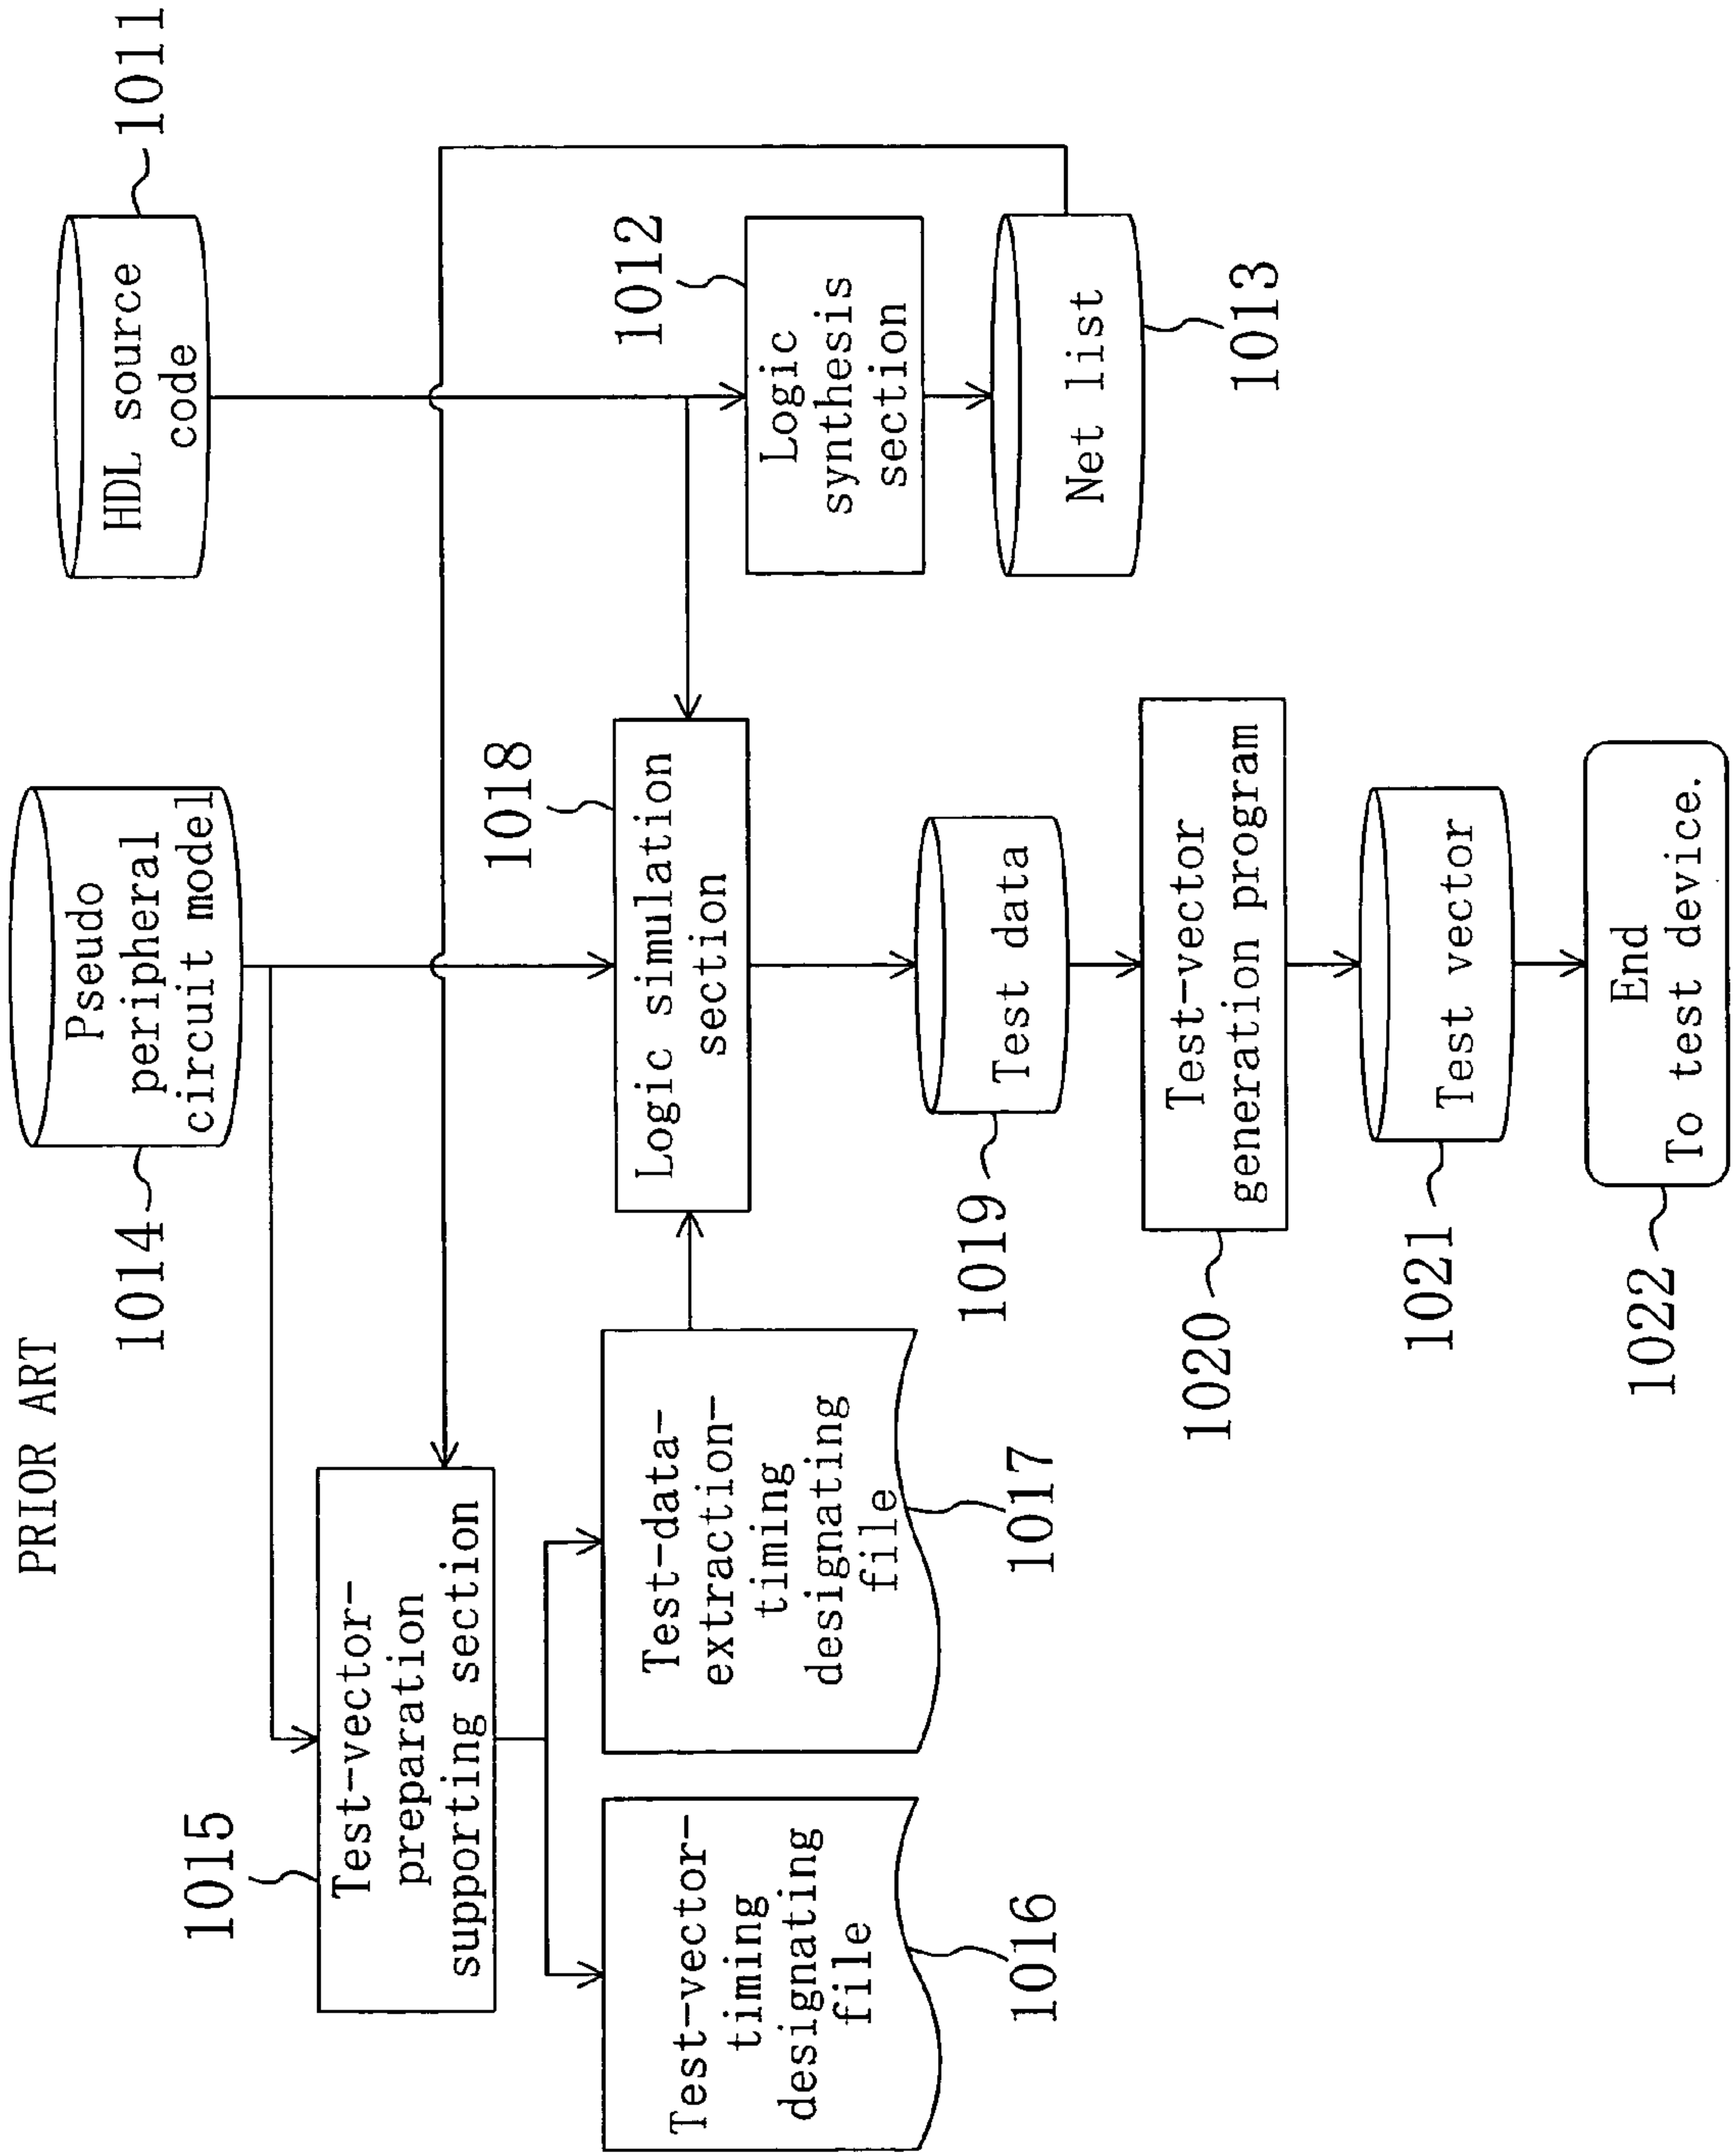 PRIOR ART
1014
Pseudo
peripheral
circuit model
HDL source
code
1011
1015
Test-vector-
preparation
supporting section
1018
Logic simulation
section
1012
Logic
synthesis
section
Test-vector-
timing
designating
file
1016
Test-data-
extraction-
timing
designating
file
1017
Test data
1019
Net list
1013
Test-vector
generation program
1020
Test vector
1021
End
To test device.
1022